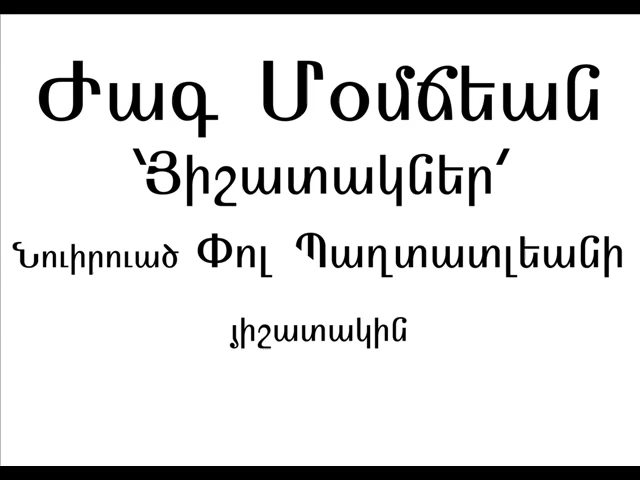 Ժագ Մօմճեան
՝Յիշատակներ՛
Նուիրուած Փոլ Պաղտատլեանի
յիշատակին